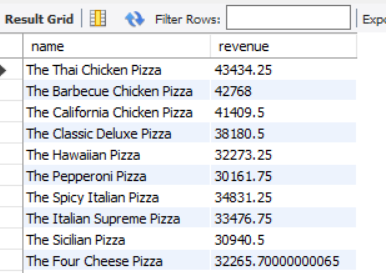 Result Grid Filter Rows: Expo
name revenue
The Thai Chicken Pizza 43434.25
The Barbecue Chicken Pizza 42768
The California Chicken Pizza 41409.5
The Classic Deluxe Pizza 38180.5
The Hawaiian Pizza 32273.25
The Pepperoni Pizza 30161.75
The Spicy Italian Pizza 34831.25
The Italian Supreme Pizza 33476.75
The Sicilian Pizza 30940.5
The Four Cheese Pizza 32265.70000000065